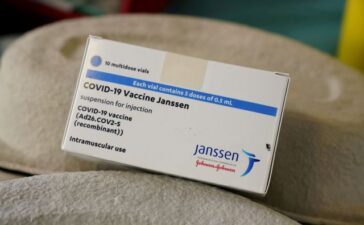 10 multidose vials
Each vial contains 5 doses of 0.5 mL
COVID-19 Vaccine Janssen
suspension for injection
COVID-19 vaccine
(Ad26.COV2-S
(recombinant))
Intramuscular use
janssen
Johnson&Johnson